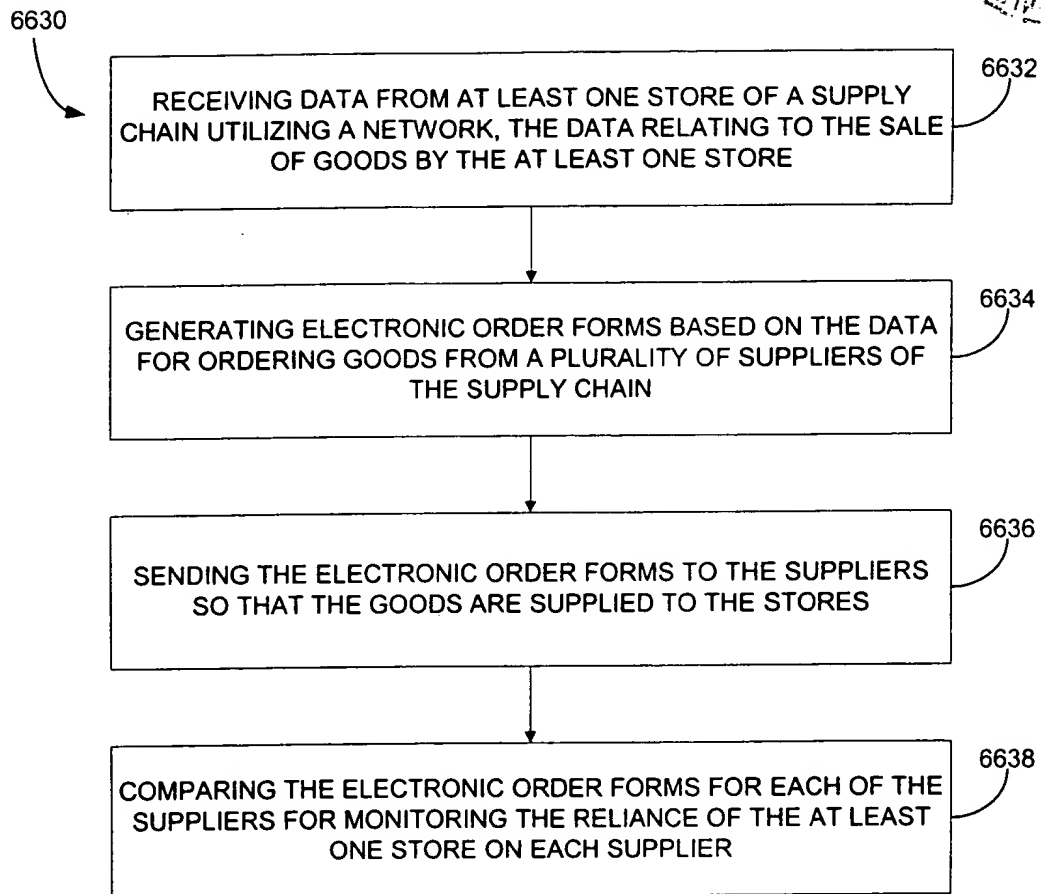 6630
6632
RECEIVING DATA FROM AT LEAST ONE STORE OF A SUPPLY
CHAIN UTILIZING A NETWORK, THE DATA RELATING TO THE SALE
OF GOODS BY THE AT LEAST ONE STORE
6634
GENERATING ELECTRONIC ORDER FORMS BASED ON THE DATA
FOR ORDERING GOODS FROM A PLURALITY OF SUPPLIERS OF
THE SUPPLY CHAIN
6636
SENDING THE ELECTRONIC ORDER FORMS TO THE SUPPLIERS
SO THAT THE GOODS ARE SUPPLIED TO THE STORES
6638
COMPARING THE ELECTRONIC ORDER FORMS FOR EACH OF THE
SUPPLIERS FOR MONITORING THE RELIANCE OF THE AT LEAST
ONE STORE ON EACH SUPPLIER